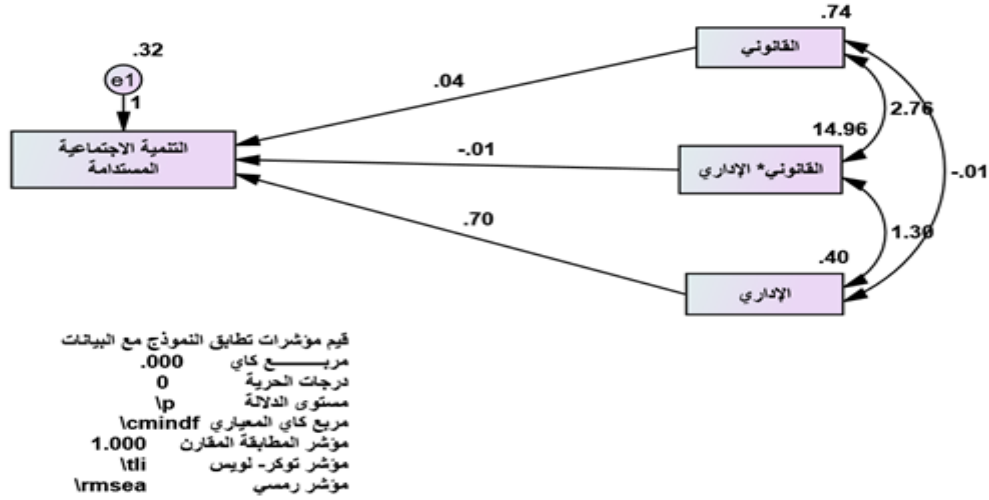 .74
القانوني
.32
e1
1
.04
2.76
التنمية الاجتماعية
المستدامة
14.96
القانوني* الإداري
-.01
-.01
.70
1.30
.40
الإداري
قيم مؤشرات تطابق النموذج مع البيانات
مربـــــع كاي .000
درجات الحرية 0
مستوى الدلالة \p
مربع كاي المعياري \cmindf
مؤشر المطابقة المقارن 1.000
مؤشر توكر- لويس \tli
مؤشر رمسي \rmsea